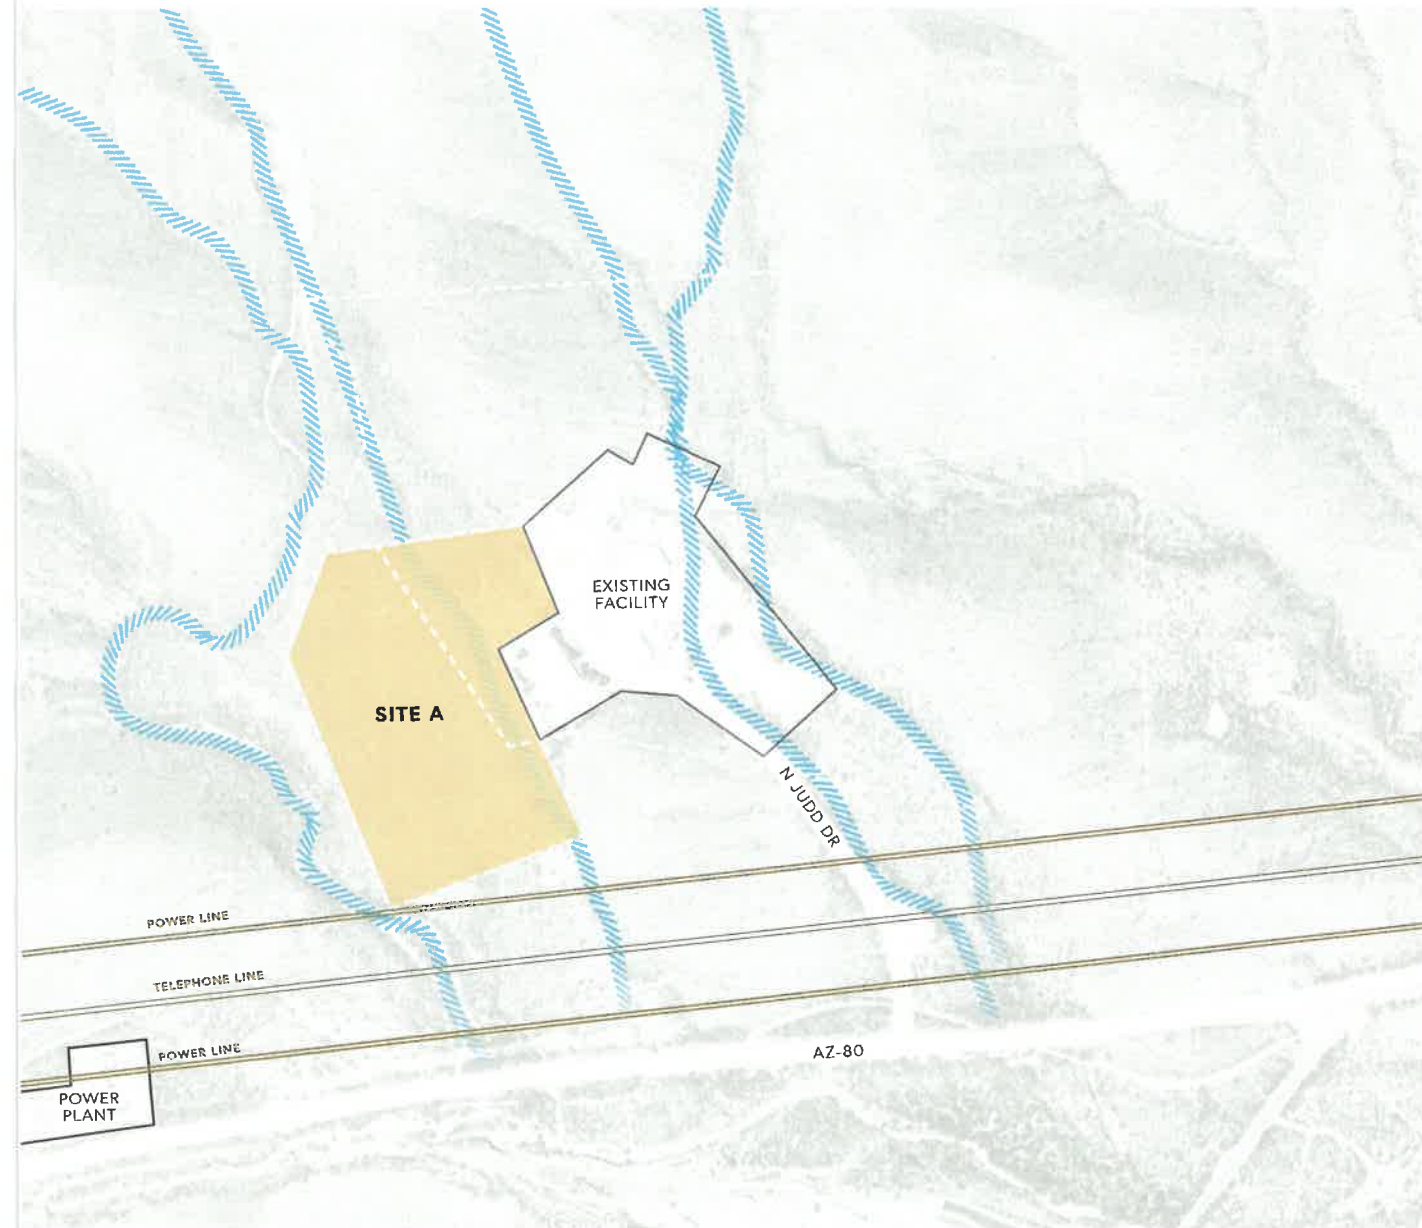 EXISTING
FACILITY
SITE A
N JUDD DR
POWER LINE
TELEPHONE LINE
POWER LINE
AZ-80
POWER
PLANT